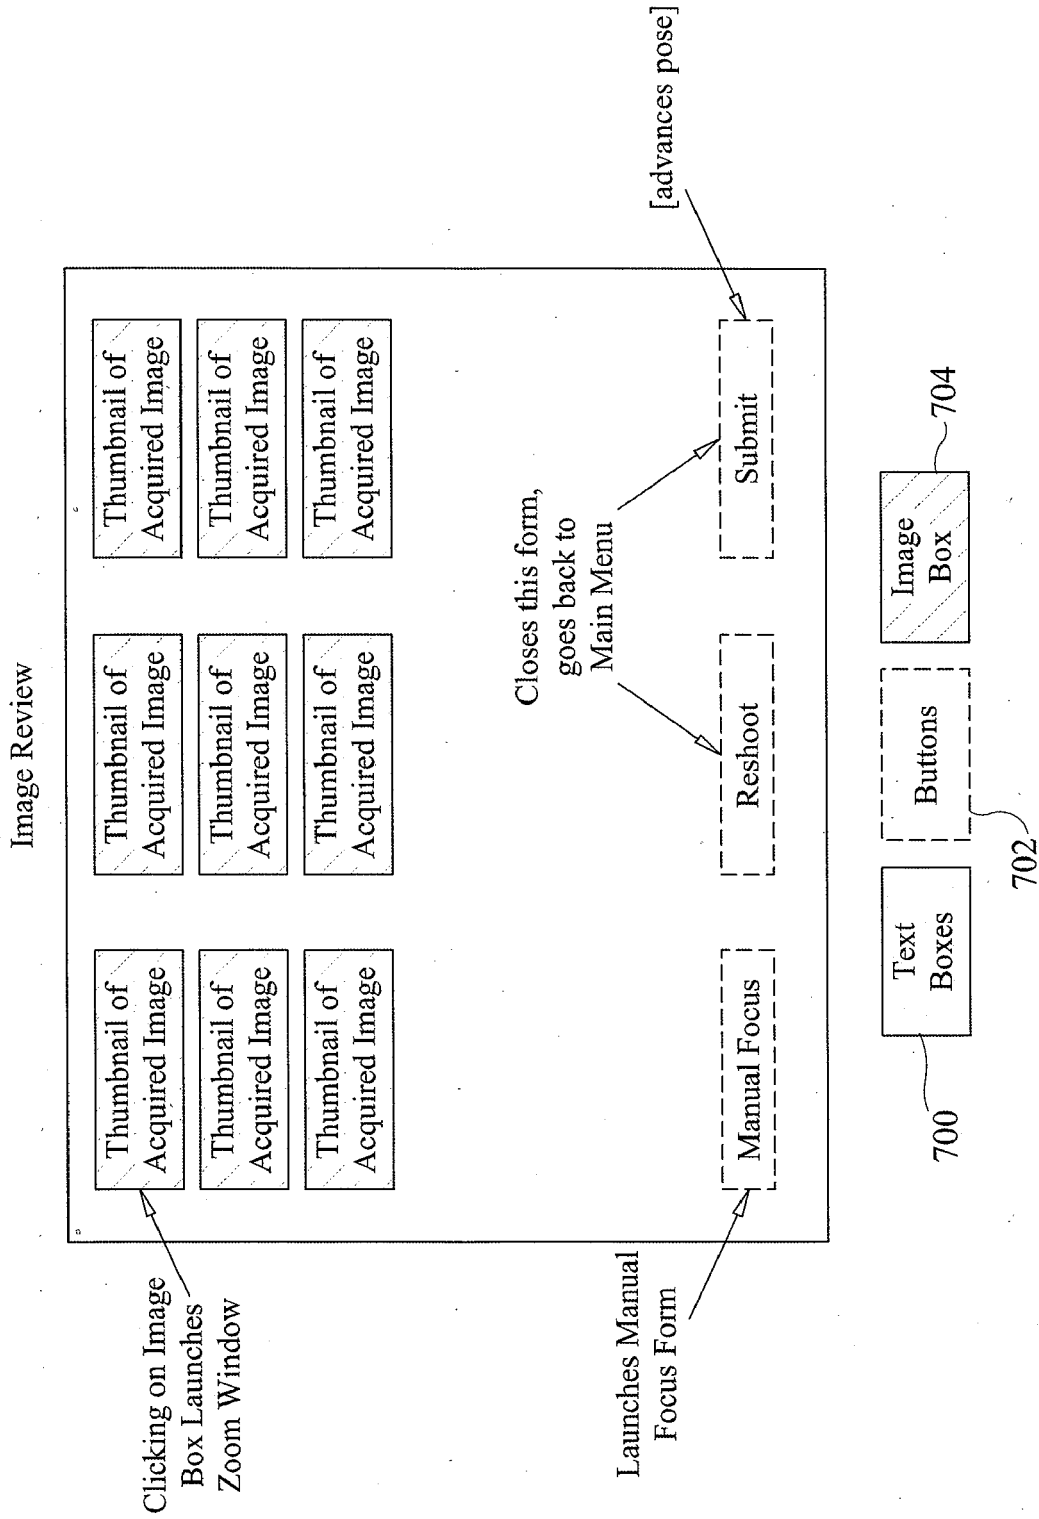 Image Review
Clicking on Image
Box Launches
Zoom Window
Thumbnail of
Acquired Image
Thumbnail of
Acquired Image
Thumbnail of
Acquired Image
Thumbnail of
Acquired Image
Thumbnail of
Acquired Image
Thumbnail of
Acquired Image
Thumbnail of
Acquired Image
Thumbnail of
Acquired Image
Thumbnail of
Acquired Image
Closes this form,
goes back to
Main Menu
Launches Manual
Focus Form
[advances pose]
Manual Focus
Reshoot
Submit
Text
Boxes
Buttons
Image
Box
700
702
704